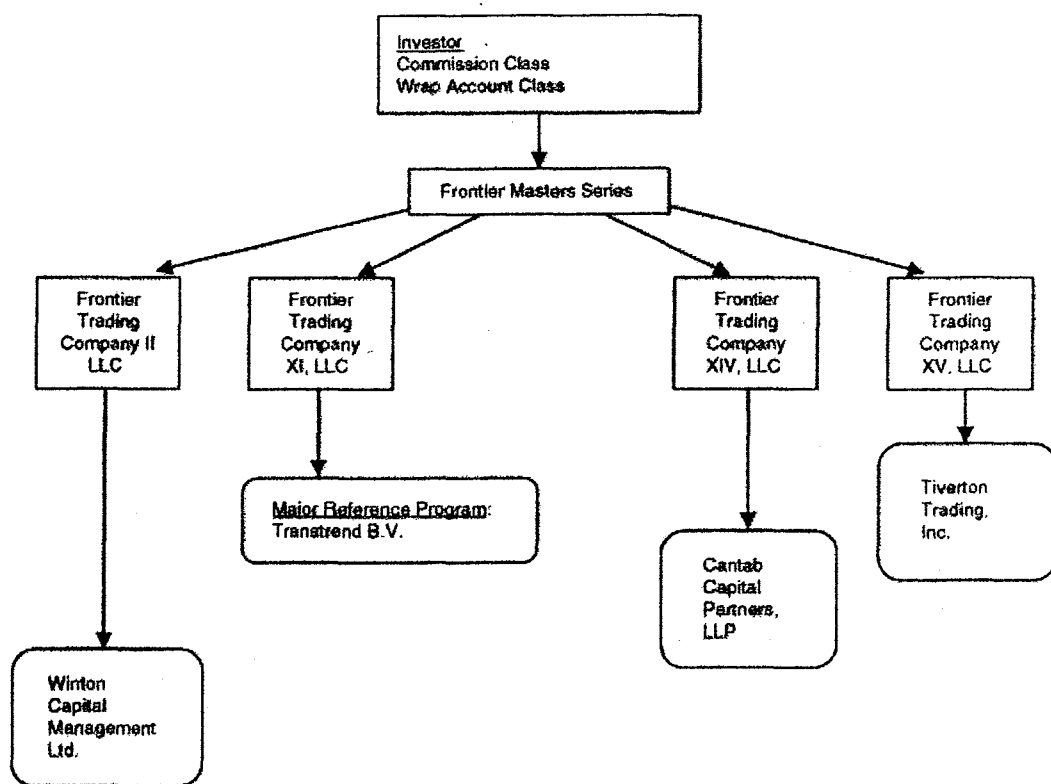 Investor
Commission Class
Wrap Account Class
Frontier Masters Series
Frontier
Trading
Company II
LLC
Frontier
Trading
Company
XI, LLC
Frontier
Trading
Company
XIV, LLC
Frontier
Trading
Company
XV, LLC
Major Reference Program:
Transtrend B.V.
Tiverton
Trading,
Inc.
Cantab
Capital
Partners,
LLP
Winton
Capital
Management
Ltd.